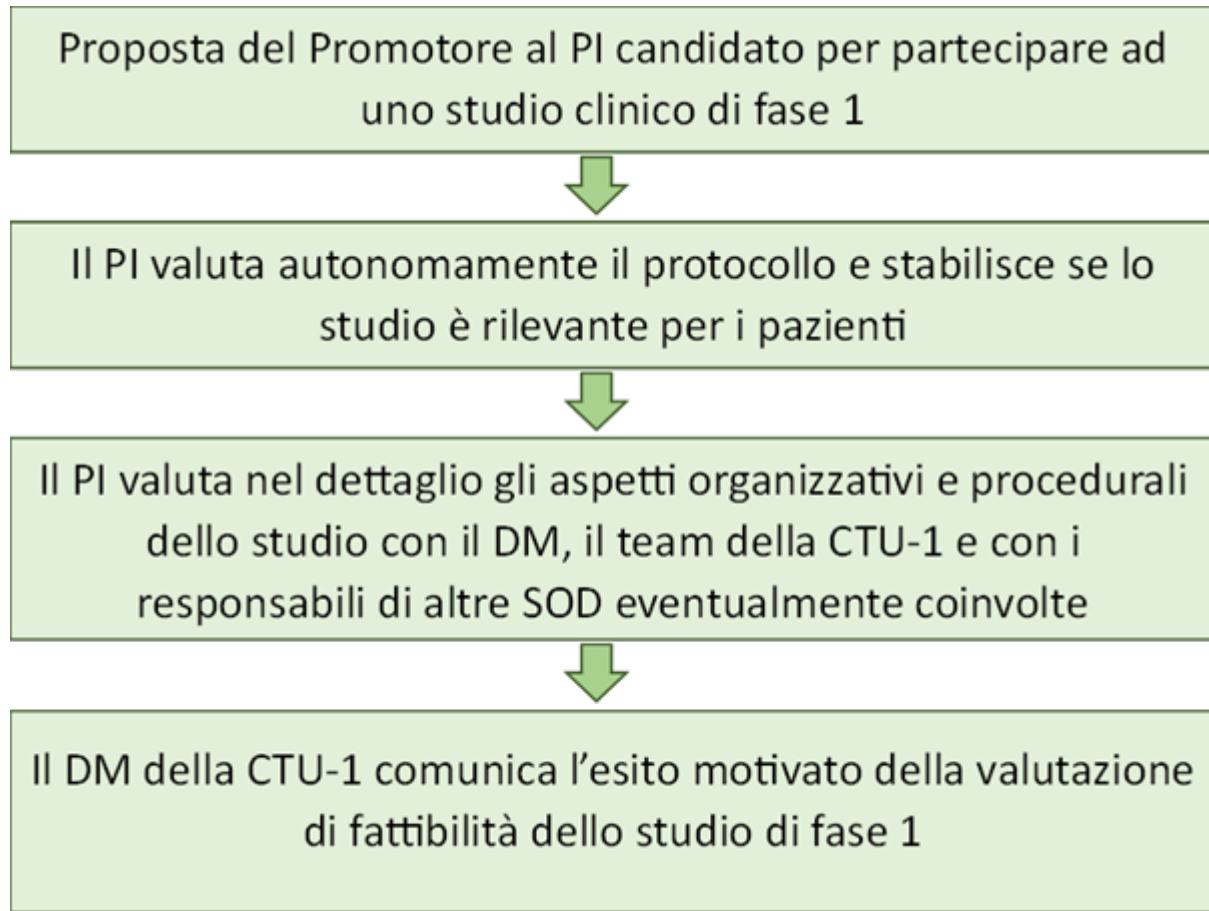 Proposta del Promotore al PI candidato per partecipare ad
uno studio clinico di fase 1
Il PI valuta autonomamente il protocollo e stabilisce se lo
studio è rilevante per i pazienti
Il PI valuta nel dettaglio gli aspetti organizzativi e procedurali
dello studio con il DM, il team della CTU-1 e con i
responsabili di altre SOD eventualmente coinvolte
Il DM della CTU-1 comunica l’esito motivato della valutazione
di fattibilità dello studio di fase 1